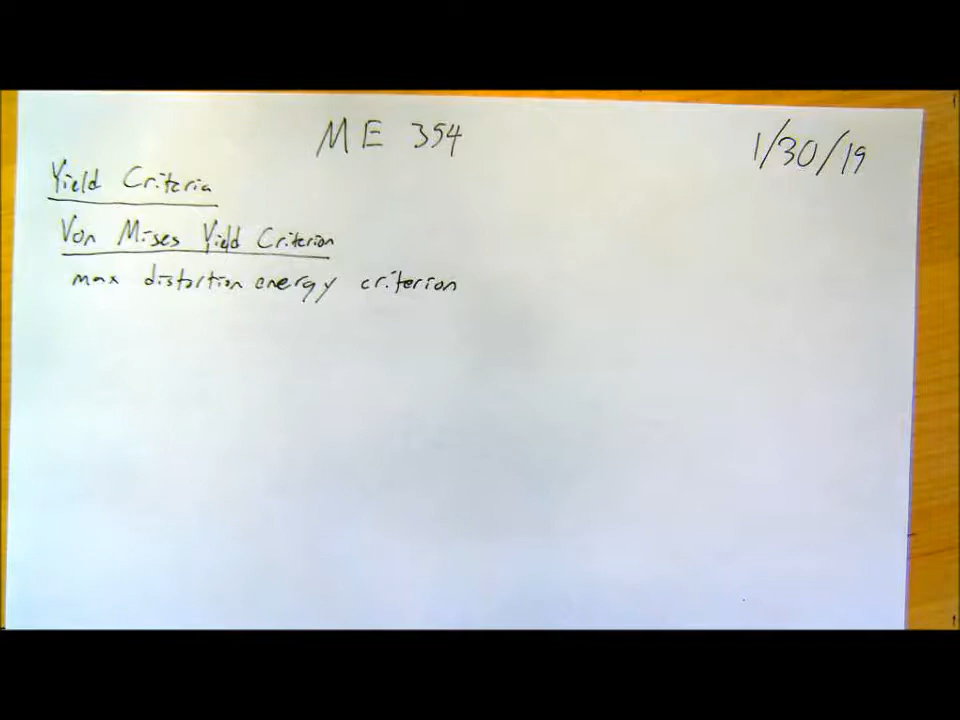 ME 354
1/30/19
Yield Criteria
Von Mises Yield Criterion
max distortion energy criterion